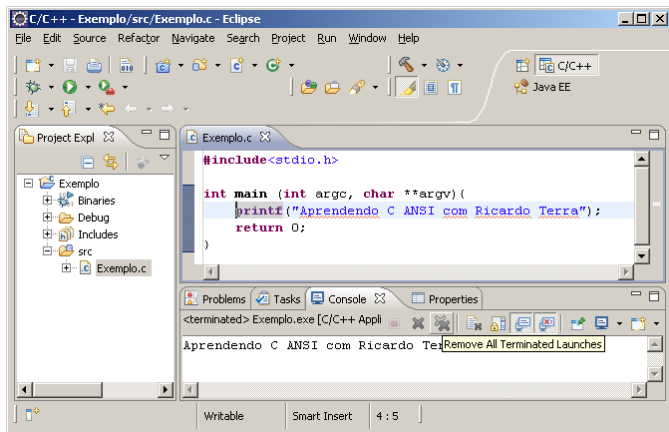 C/C++ - Exemplo/src/Exemplo.c - Eclipse
File Edit Source Refactor Navigate Search Project Run Window Help
C/C++
Java EE
Project Expl
Exemplo
Binaries
Debug
Includes
src
Exemplo.c
Exemplo.c
#include<stdio.h>
int main (int argc, char **argv){
printf("Aprendendo C ANSI com Ricardo Terra");
return 0;
}
Problems Tasks Console Properties
<terminated> Exemplo.exe [C/C++ Appli
Aprendendo C ANSI com Ricardo
Remove All Terminated Launches
Writable Smart Insert 4 : 5